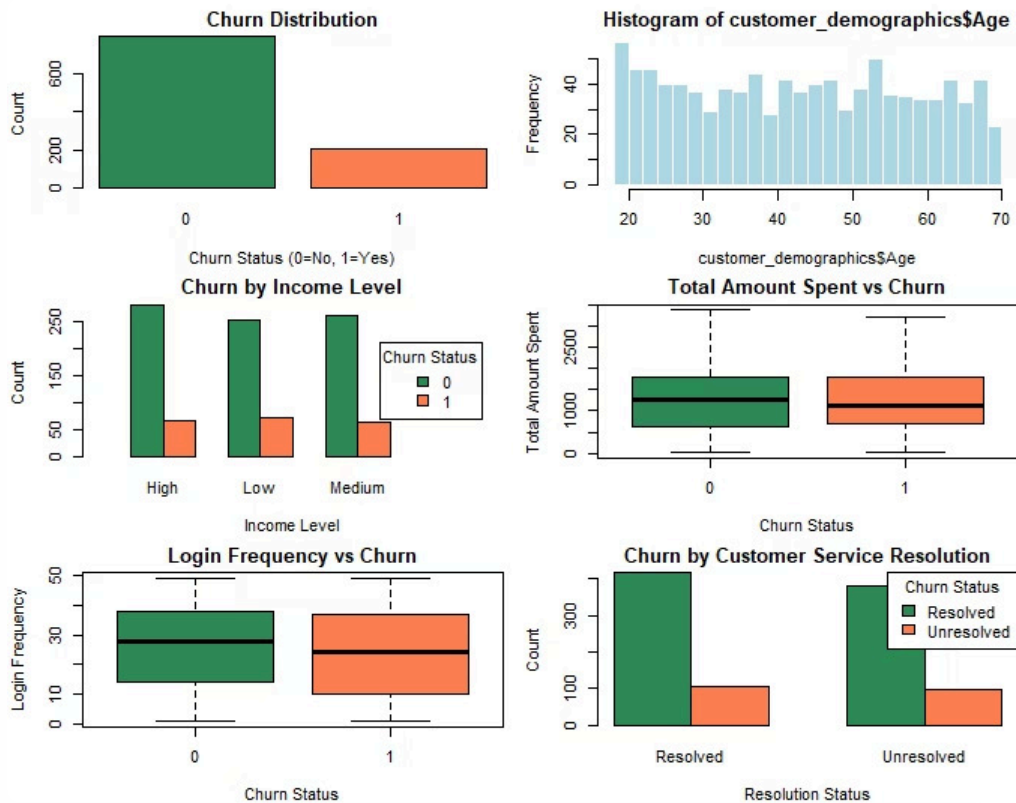 Churn Distribution
Count
600
200
0
0 1
Churn Status (0=No, 1=Yes)
Histogram of customer_demographics$Age
Frequency
40
20
0
20 30 40 50 60 70
customer_demographics$Age
Churn by Income Level
Count
250
150
50
0
Churn Status
0
1
High Low Medium
Income Level
Total Amount Spent vs Churn
Total Amount Spent
2500
1000
0
0 1
Churn Status
Login Frequency vs Churn
Login Frequency
50
30
10
0
0 1
Churn Status
Churn by Customer Service Resolution
Count
300
100
0
Churn Status
Resolved
Unresolved
Resolved Unresolved
Resolution Status